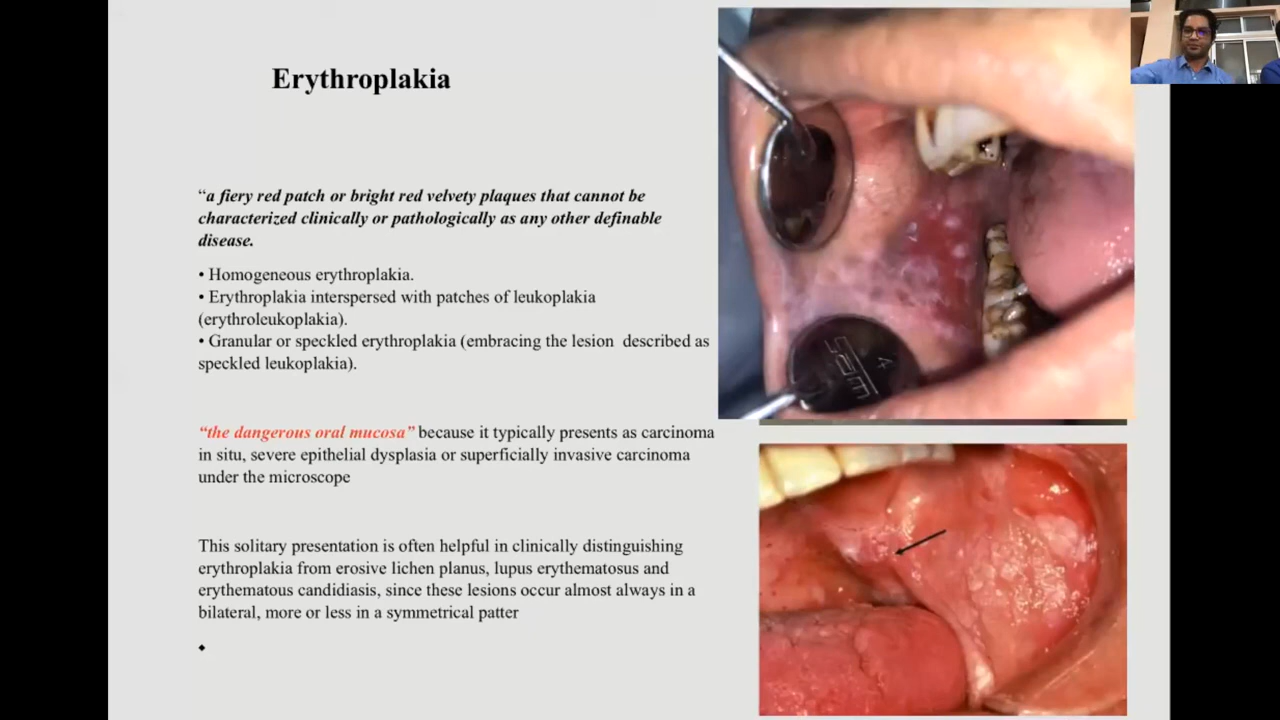 Erythroplakia
“a fiery red patch or bright red velvety plaques that cannot be
characterized clinically or pathologically as any other definable
disease.
• Homogeneous erythroplakia.
• Erythroplakia interspersed with patches of leukoplakia
(erythroleukoplakia).
• Granular or speckled erythroplakia (embracing the lesion described as
speckled leukoplakia).
“the dangerous oral mucosa” because it typically presents as carcinoma
in situ, severe epithelial dysplasia or superficially invasive carcinoma
under the microscope
This solitary presentation is often helpful in clinically distinguishing
erythroplakia from erosive lichen planus, lupus erythematosus and
erythematous candidiasis, since these lesions occur almost always in a
bilateral, more or less in a symmetrical patter
4